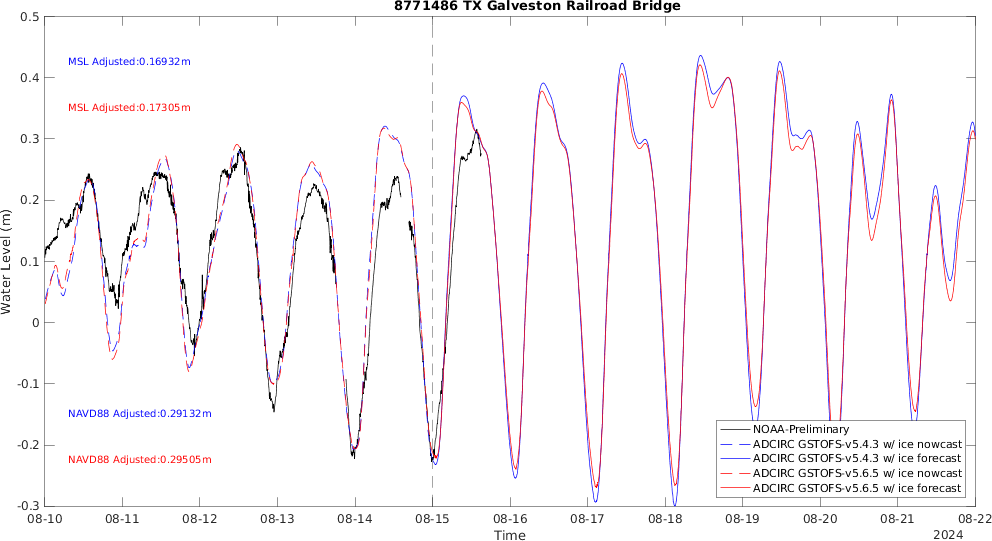 8771486 TX Galveston Railroad Bridge
0.5
0.4
0.3
0.2
0.1
0
-0.1
-0.2
-0.3
Water Level (m)
MSL Adjusted:0.16932m
MSL Adjusted:0.17305m
NAVD88 Adjusted:0.29132m
NAVD88 Adjusted:0.29505m
NOAA-Preliminary
ADCIRC GSTOFS-v5.4.3 w/ ice nowcast
ADCIRC GSTOFS-v5.4.3 w/ ice forecast
ADCIRC GSTOFS-v5.6.5 w/ ice nowcast
ADCIRC GSTOFS-v5.6.5 w/ ice forecast
08-10 08-11 08-12 08-13 08-14 08-15 08-16 08-17 08-18 08-19 08-20 08-21 08-22
Time
2024